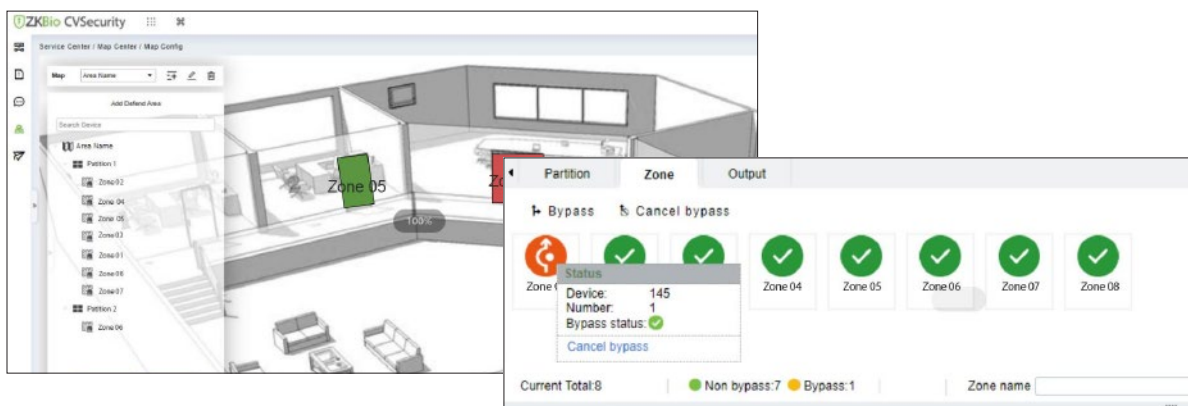 ZKBio CVSecurity
Service Center / Map Center / Map Config
Map
Area Name
Add Defend Area
Search Device
Area Name
Partition 1
Zone 02
Zone 04
Zone 05
Zone 03
Zone 01
Zone 08
Zone 07
Partition 2
Zone 06
Zone 05
100%
Partition Zone Output
Bypass Cancel bypass
Zone 04 Zone 05 Zone 06 Zone 07 Zone 08
Status
Device: 145
Number: 1
Bypass status:
Cancel bypass
Current Total:8 Non bypass:7 Bypass:1 Zone name